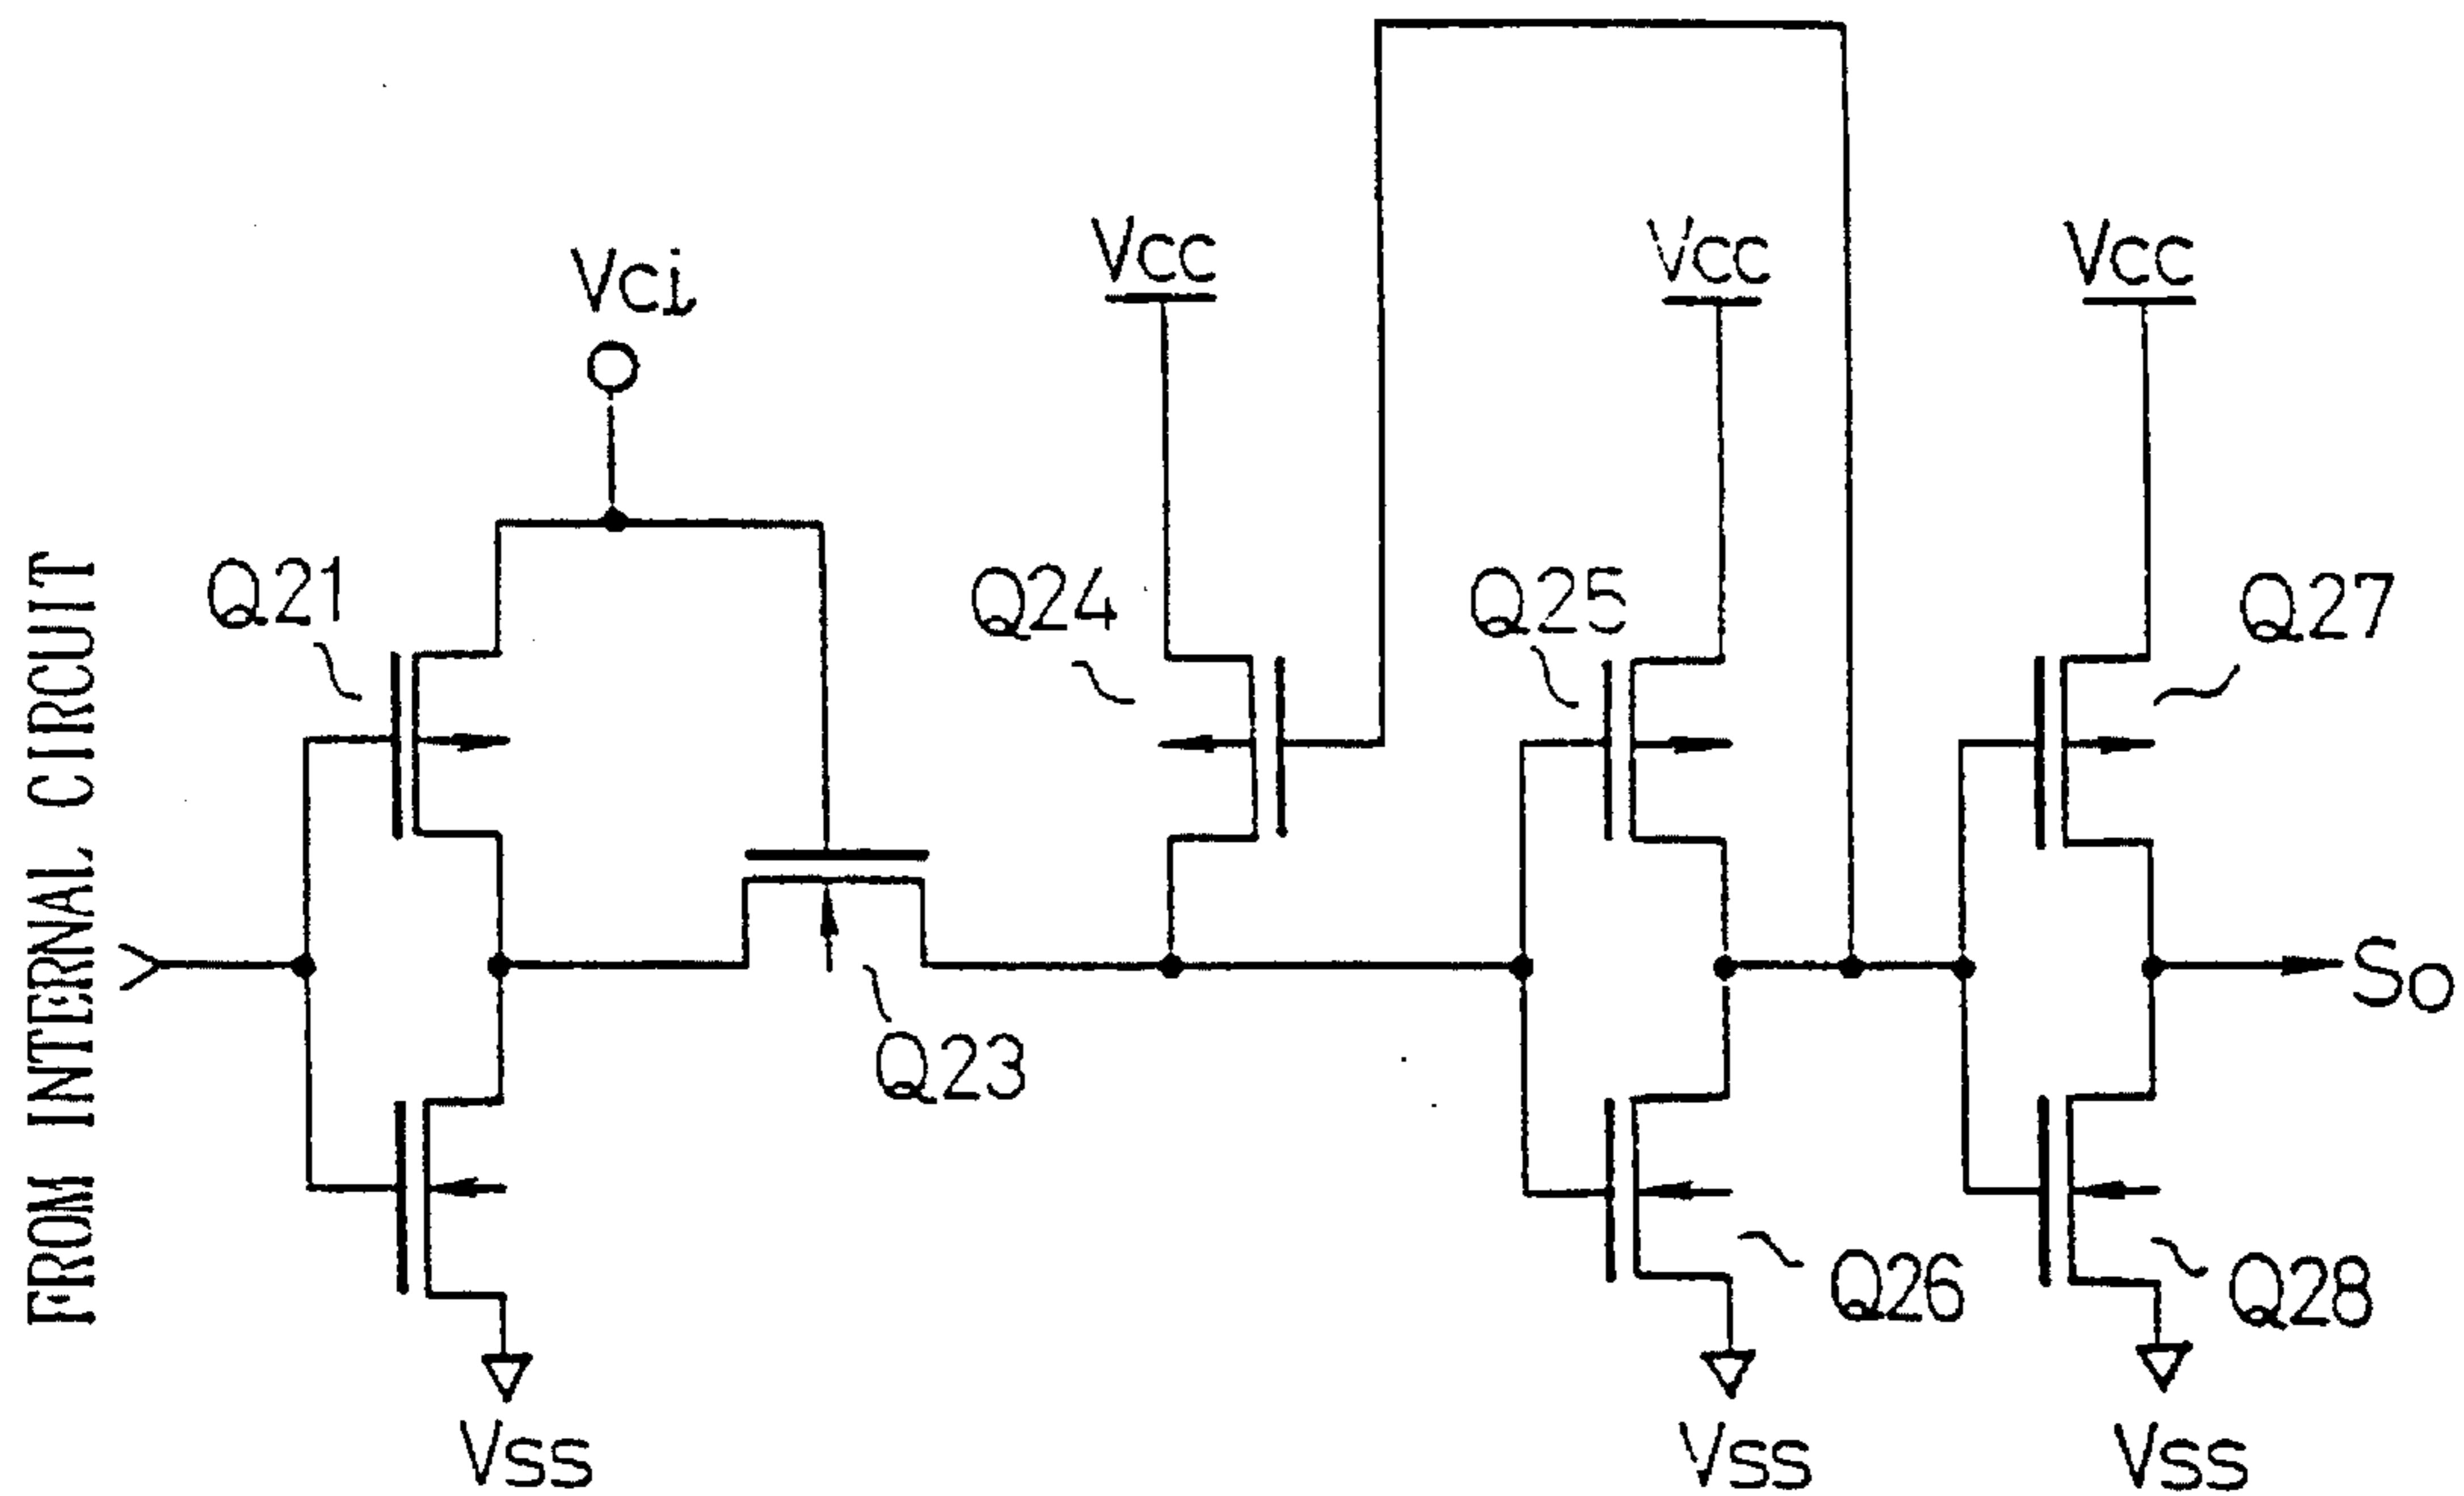 FROM INTERNAL CIRCUIT
Vci
Vcc
Vcc
Vcc
Q21
Q24
Q25
Q27
So
Q23
Q26
Q28
Vss
Vss
Vss